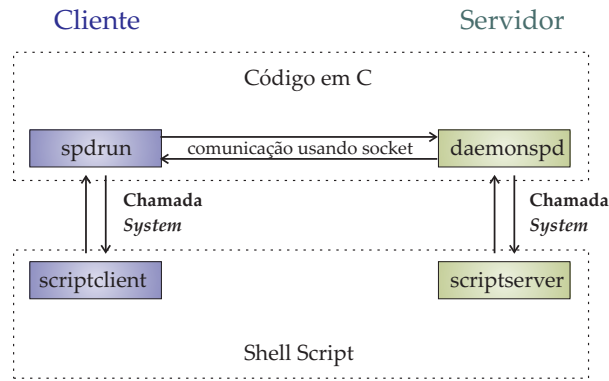 Cliente Servidor
Código em C
spdrun comunicação usando socket daemonspd
Chamada Chamada
System System
scriptclient scriptserver
Shell Script